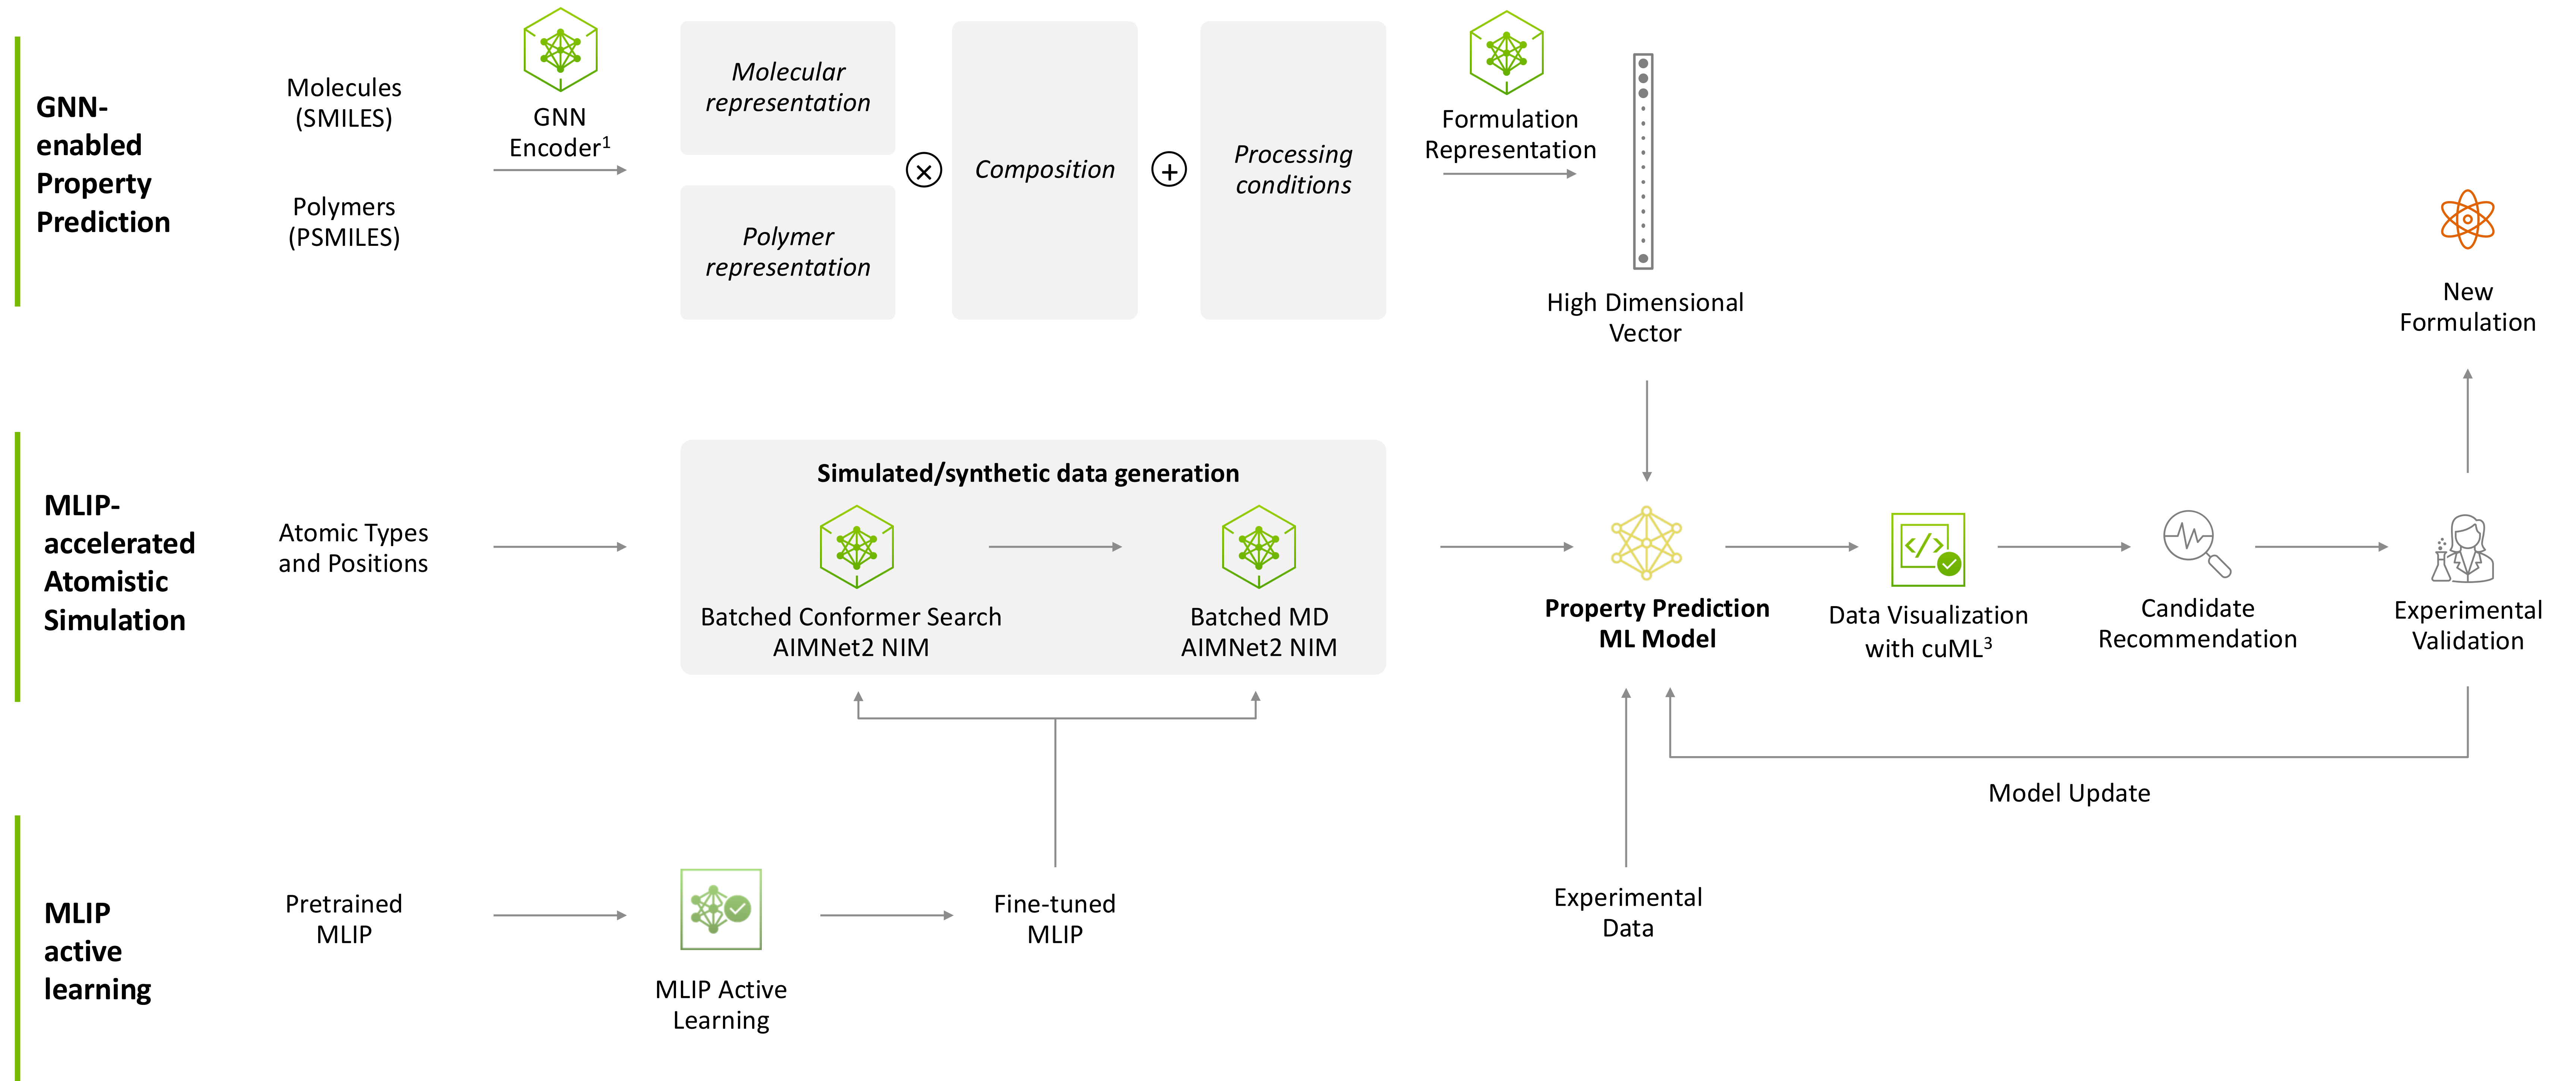 GNN-
enabled
Property
Prediction
Molecules
(SMILES)
Polymers
(PSMILES)
GNN
Encoder¹
Molecular
representation
Polymer
representation
×
Composition
+
Processing
conditions
Formulation
Representation
High Dimensional
Vector
New
Formulation
MLIP-
accelerated
Atomistic
Simulation
Atomic Types
and Positions
Simulated/synthetic data generation
Batched Conformer Search
AIMNet2 NIM
Batched MD
AIMNet2 NIM
Property Prediction
ML Model
</>
Data Visualization
with cuML³
Candidate
Recommendation
Experimental
Validation
Model Update
MLIP
active
learning
Pretrained
MLIP
MLIP Active
Learning
Fine-tuned
MLIP
Experimental
Data